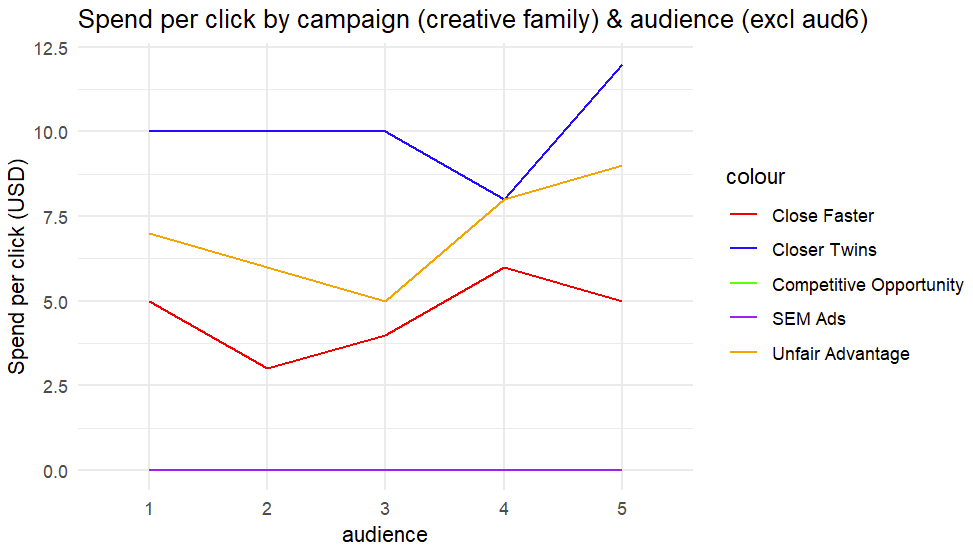 Spend per click by campaign (creative family) & audience (excl aud6)
12.5
10.0
7.5
5.0
2.5
0.0
Spend per click (USD)
1 2 3 4 5
audience
colour
Close Faster
Closer Twins
Competitive Opportunity
SEM Ads
Unfair Advantage